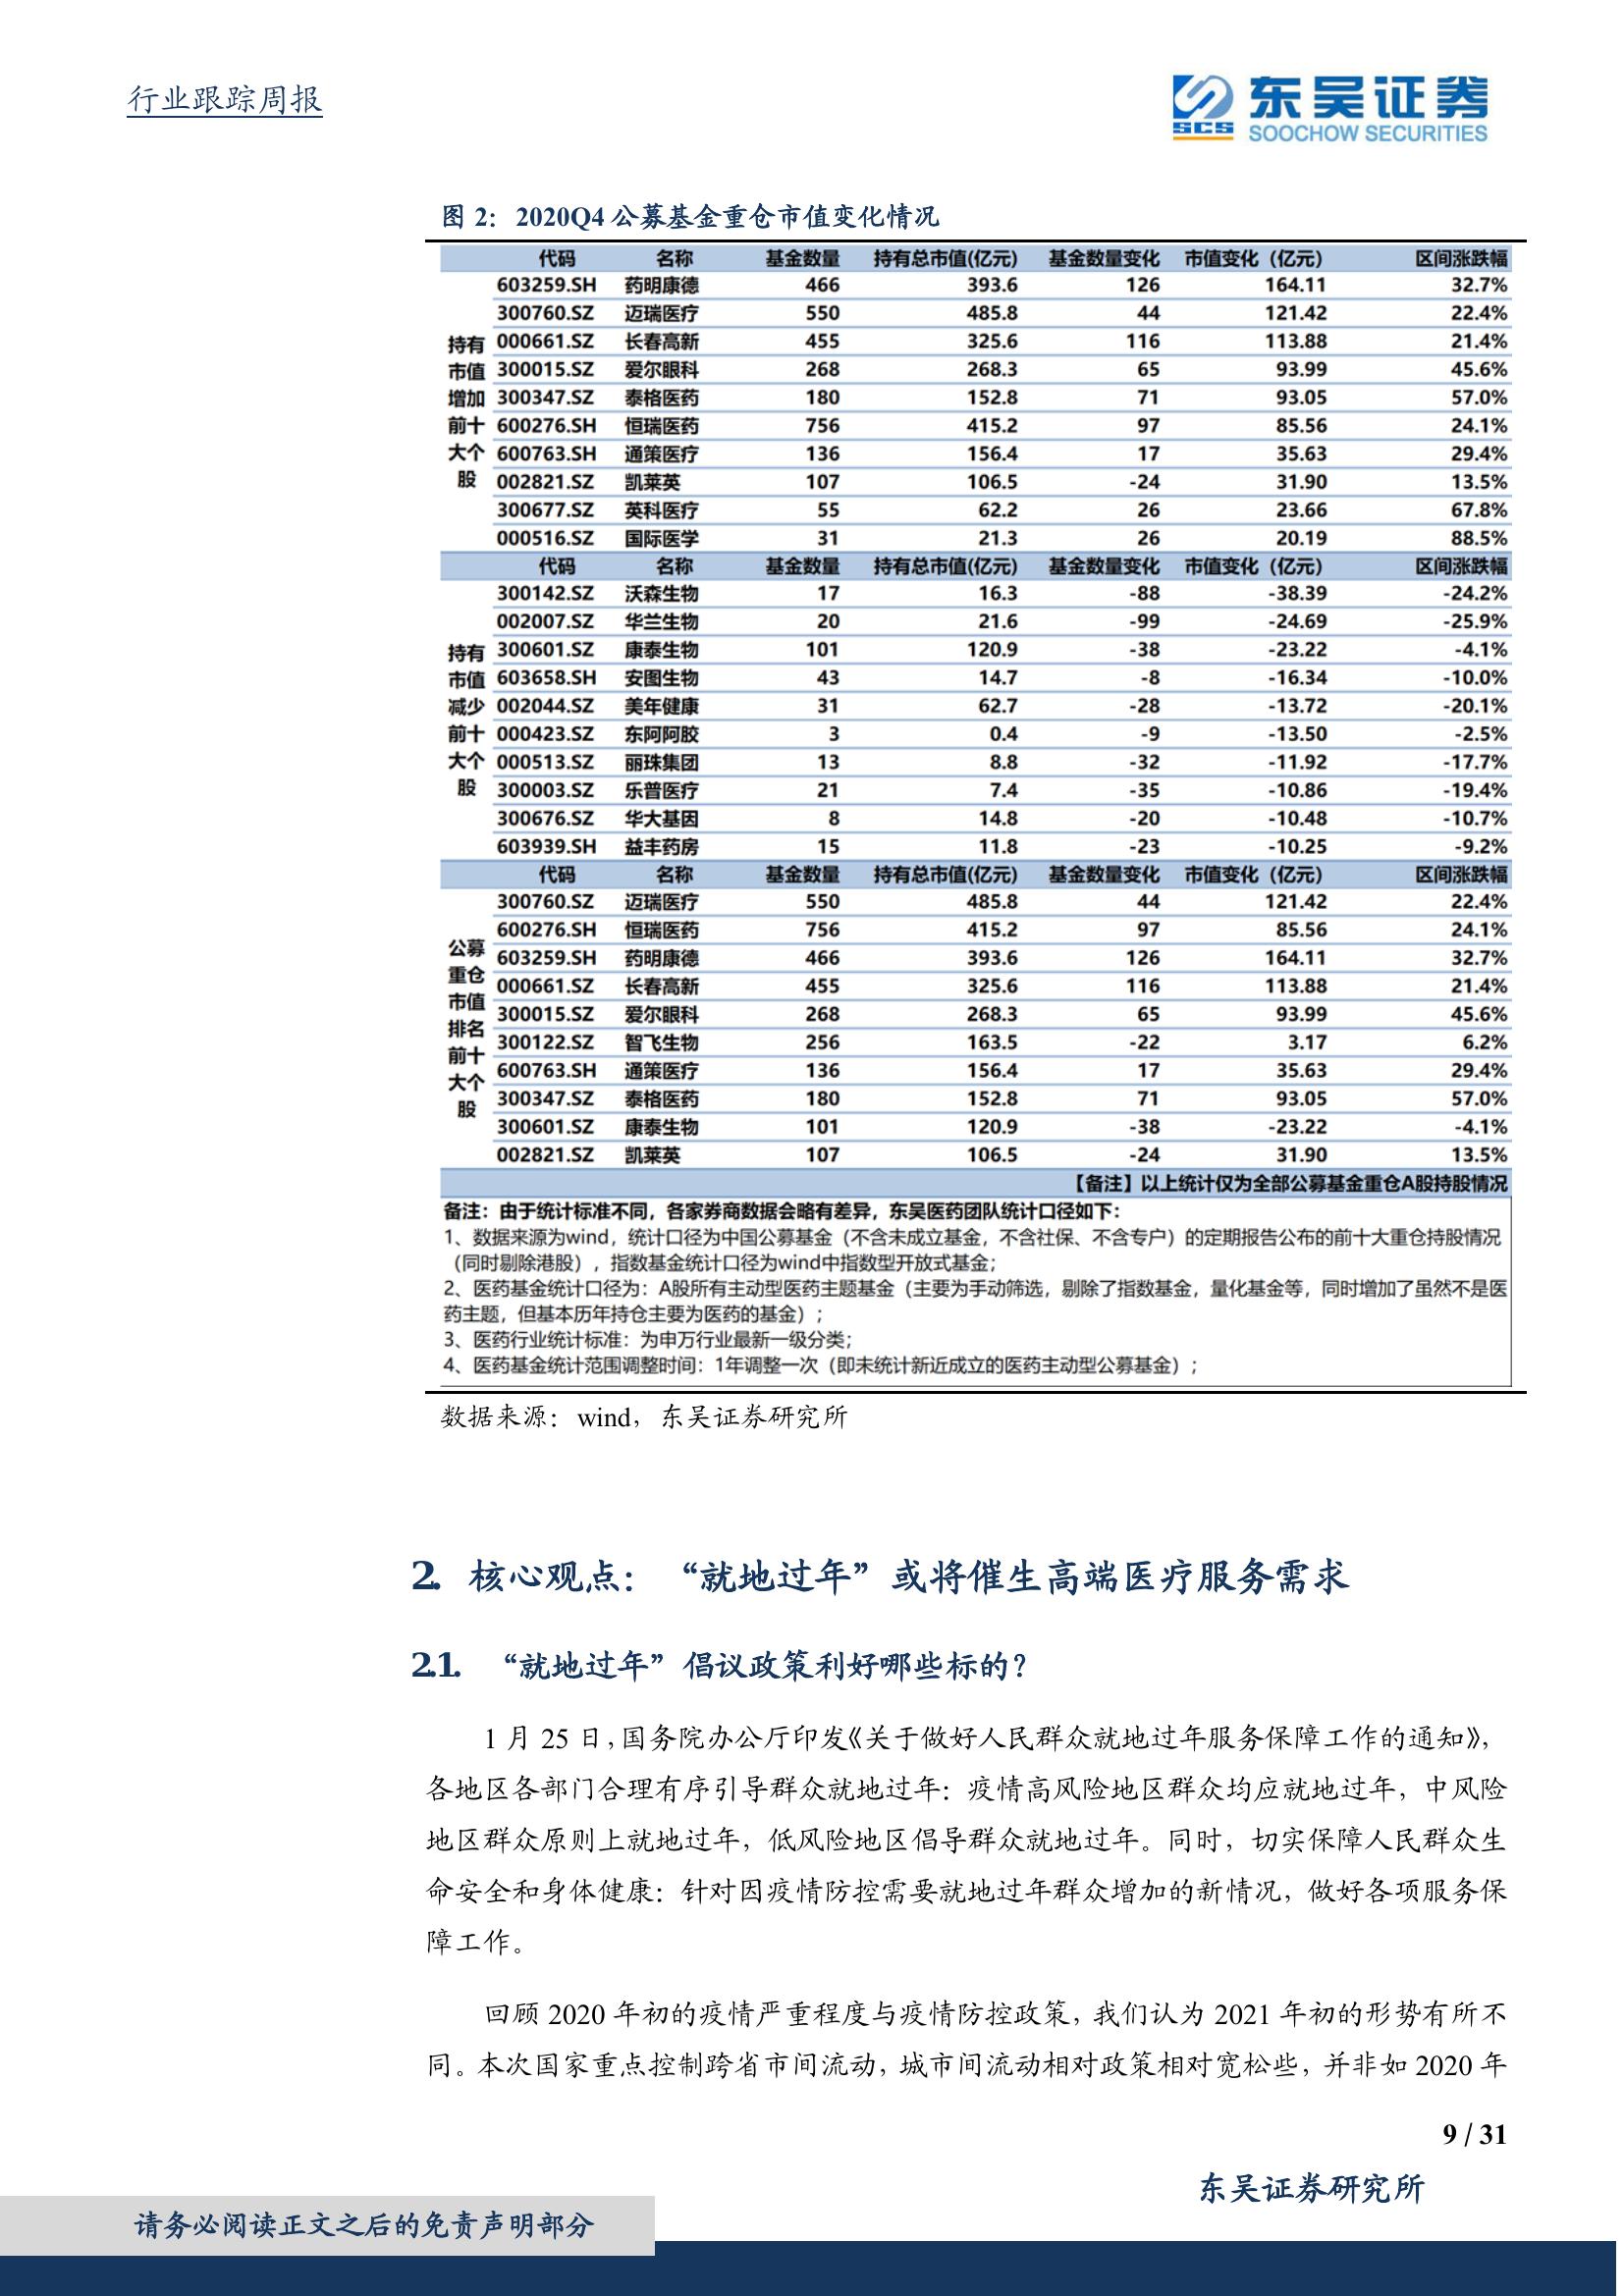 行业跟踪周报
SCS 东吴证券
SOOCHOW SECURITIES
图 2： 2020Q4 公募基金重仓市值变化情况
代码 名称 基金数量 持有总市值(亿元) 基金数量变化 市值变化（亿元） 区间涨跌幅
持有市值增加前十大个股
603259.SH 药明康德 466 393.6 126 164.11 32.7%
300760.SZ 迈瑞医疗 550 485.8 44 121.42 22.4%
000661.SZ 长春高新 455 325.6 116 113.88 21.4%
300015.SZ 爱尔眼科 268 268.3 65 93.99 45.6%
300347.SZ 泰格医药 180 152.8 71 93.05 57.0%
600276.SH 恒瑞医药 756 415.2 97 85.56 24.1%
600763.SH 通策医疗 136 156.4 17 35.63 29.4%
002821.SZ 凯莱英 107 106.5 -24 31.90 13.5%
300677.SZ 英科医疗 55 62.2 26 23.66 67.8%
000516.SZ 国际医学 31 21.3 26 20.19 88.5%
代码 名称 基金数量 持有总市值(亿元) 基金数量变化 市值变化（亿元） 区间涨跌幅
持有市值减少前十大个股
300142.SZ 沃森生物 17 16.3 -88 -38.39 -24.2%
002007.SZ 华兰生物 20 21.6 -99 -24.69 -25.9%
300601.SZ 康泰生物 101 120.9 -38 -23.22 -4.1%
603658.SH 安图生物 43 14.7 -8 -16.34 -10.0%
002044.SZ 美年健康 31 62.7 -28 -13.72 -20.1%
000423.SZ 东阿阿胶 3 0.4 -9 -13.50 -2.5%
000513.SZ 丽珠集团 13 8.8 -32 -11.92 -17.7%
300003.SZ 乐普医疗 21 7.4 -35 -10.86 -19.4%
300676.SZ 华大基因 8 14.8 -20 -10.48 -10.7%
603939.SH 益丰药房 15 11.8 -23 -10.25 -9.2%
代码 名称 基金数量 持有总市值(亿元) 基金数量变化 市值变化（亿元） 区间涨跌幅
公募重仓市值排名前十大个股
300760.SZ 迈瑞医疗 550 485.8 44 121.42 22.4%
600276.SH 恒瑞医药 756 415.2 97 85.56 24.1%
603259.SH 药明康德 466 393.6 126 164.11 32.7%
000661.SZ 长春高新 455 325.6 116 113.88 21.4%
300015.SZ 爱尔眼科 268 268.3 65 93.99 45.6%
300122.SZ 智飞生物 256 163.5 -22 3.17 6.2%
600763.SH 通策医疗 136 156.4 17 35.63 29.4%
300347.SZ 泰格医药 180 152.8 71 93.05 57.0%
300601.SZ 康泰生物 101 120.9 -38 -23.22 -4.1%
002821.SZ 凯莱英 107 106.5 -24 31.90 13.5%
【备注】以上统计仅为全部公募基金重仓A股持股情况
备注：由于统计标准不同，各家券商数据会略有差异，东吴医药团队统计口径如下：
1、数据来源为wind，统计口径为中国公募基金（不含未成立基金，不含社保、不含专户）的定期报告公布的前十大重仓持股情况
（同时剔除港股），指数基金统计口径为wind中指数型开放式基金；
2、医药基金统计口径为：A股所有主动型医药主题基金（主要为手动筛选，剔除了指数基金，量化基金等，同时增加了虽然不是医
药主题，但基本历年持仓主要为医药的基金）；
3、医药行业统计标准：为申万行业最新一级分类；
4、医药基金统计范围调整时间：1年调整一次（即未统计新近成立的医药主动型公募基金）；
数据来源：wind，东吴证券研究所
2. 核心观点：“就地过年”或将催生高端医疗服务需求
2.1. “就地过年”倡议政策利好哪些标的？
1 月 25 日，国务院办公厅印发《关于做好人民群众就地过年服务保障工作的通知》，
各地区各部门合理有序引导群众就地过年：疫情高风险地区群众均应就地过年，中风险
地区群众原则上就地过年，低风险地区倡导群众就地过年。同时，切实保障人民群众生
命安全和身体健康：针对因疫情防控需要就地过年群众增加的新情况，做好各项服务保
障工作。
回顾 2020 年初的疫情严重程度与疫情防控政策，我们认为 2021 年初的形势有所不
同。本次国家重点控制跨省市间流动，城市间流动相对政策相对宽松些，并非如 2020 年
9 / 31
东吴证券研究所
请务必阅读正文之后的免责声明部分